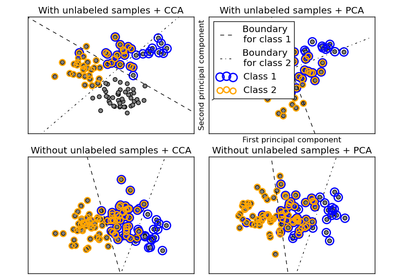 With unlabeled samples + CCA
With unlabeled samples + PCA
Second principal component
Boundary
for class 1
Boundary
for class 2
Class 1
Class 2
First principal component
Without unlabeled samples + CCA
Without unlabeled samples + PCA